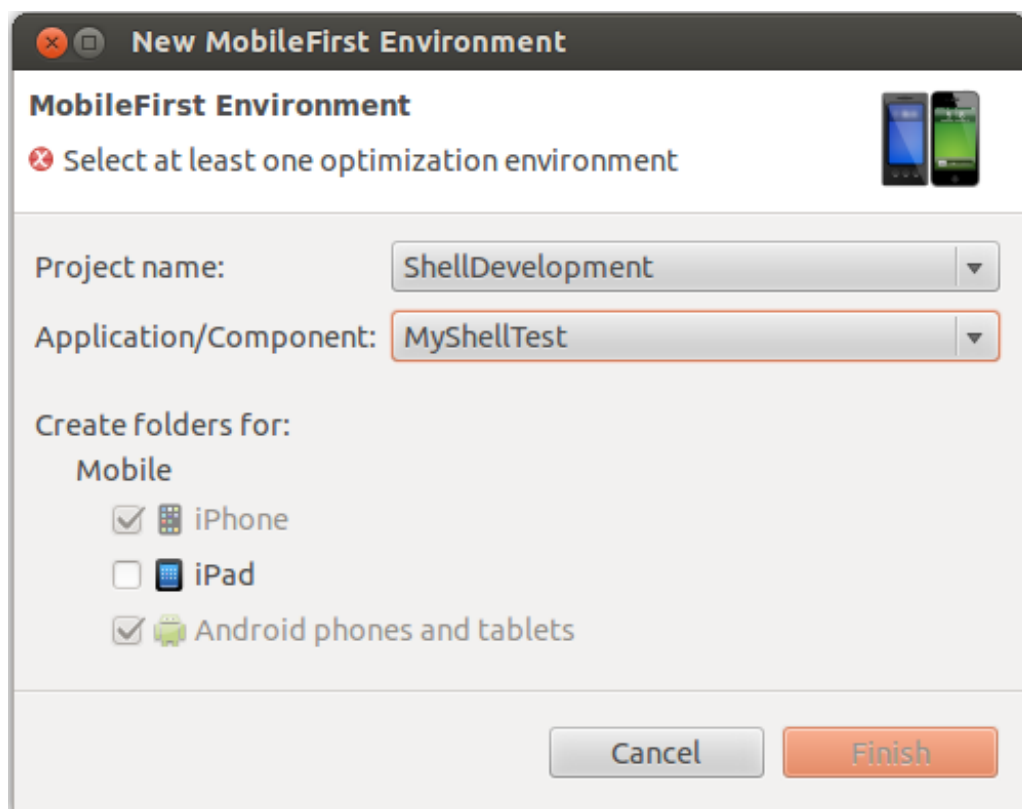 New MobileFirst Environment
MobileFirst Environment
Select at least one optimization environment
Project name: ShellDevelopment
Application/Component: MyShellTest
Create folders for:
Mobile
iPhone
iPad
Android phones and tablets
Cancel Finish